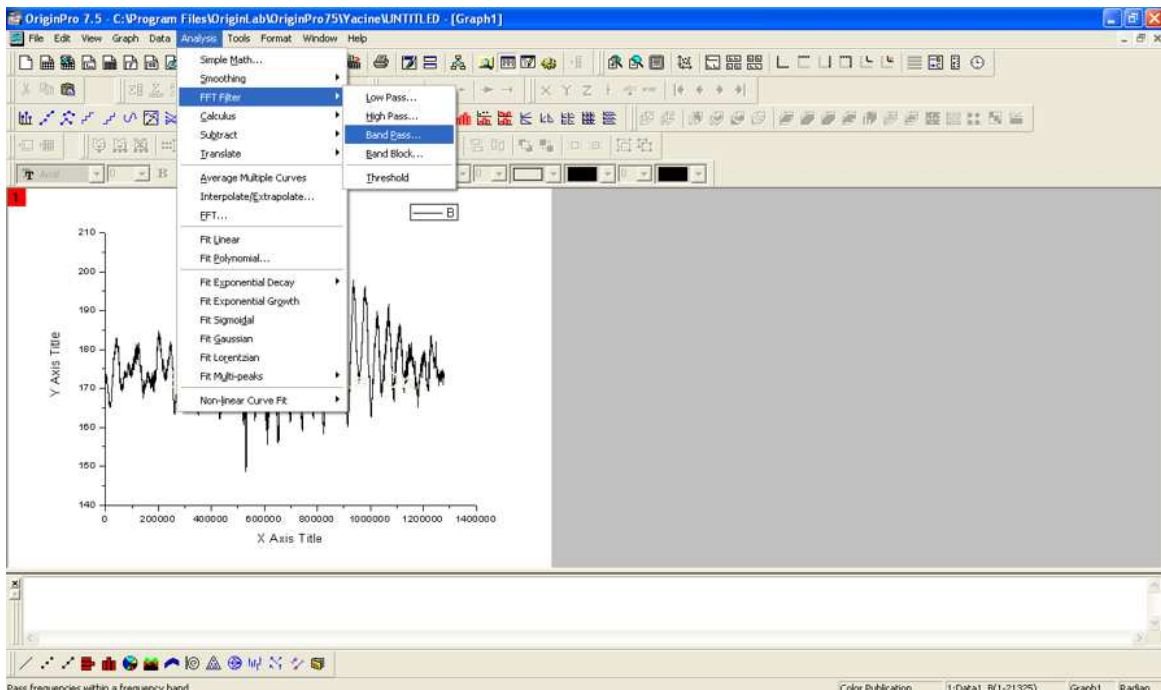 OriginPro 7.5 - C:\Program Files\OriginLab\OriginPro75\Yacine\UNTITLED - [Graph1]
File Edit View Graph Data Analysis Tools Format Window Help
Simple Math...
Smoothing
FFT Filter
Calculus
Subtract
Translate
Average Multiple Curves
Interpolate/Extrapolate...
FFT...
Fit Linear
Fit Polynomial...
Fit Exponential Decay
Fit Exponential Growth
Fit Sigmoidal
Fit Gaussian
Fit Lorentzian
Fit Multi-peaks
Non-linear Curve Fit
Low Pass...
High Pass...
Band Pass...
Band Block...
Threshold
X Y Z
Arial 0 B
0
0
1
B
210
200
190
180
170
160
150
140
Y Axis Title
0 200000 400000 600000 800000 1000000 1200000 1400000
X Axis Title
Pass frequencies within a frequency band
Color Publication 1:Data1_B(1-21325) Graph1 Radian